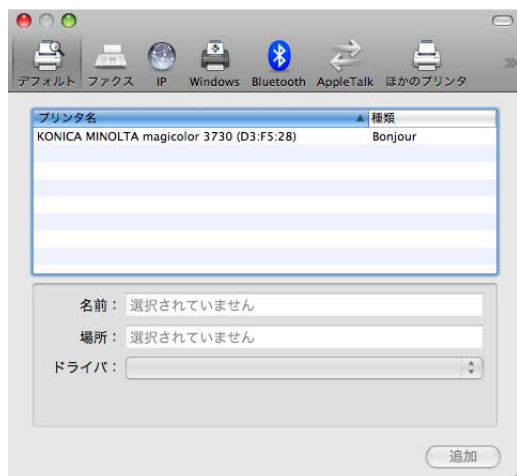 デフォルト ファクス IP Windows Bluetooth AppleTalk ほかのプリンタ
プリンタ名 種類
KONICA MINOLTA magicolor 3730 (D3:F5:28) Bonjour
名前： 選択されていません
場所： 選択されていません
ドライバ：
追加